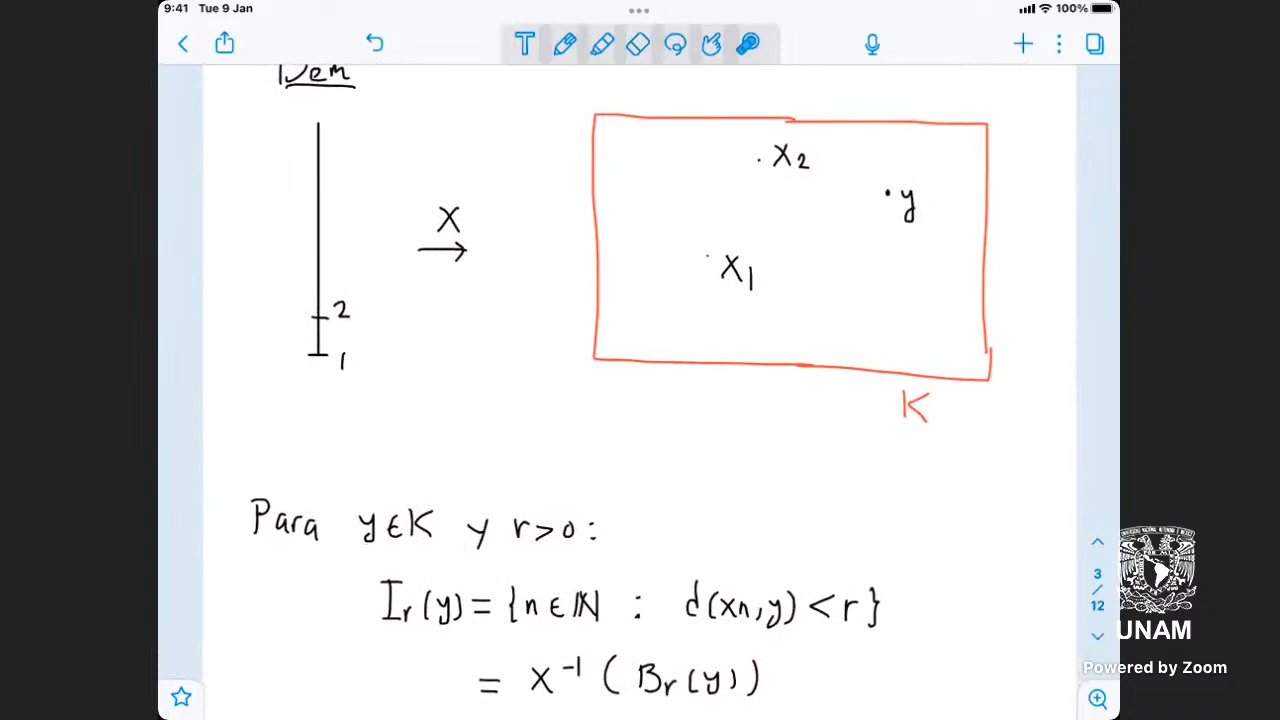 9:41 Tue 9 Jan
100%
Dem
X₂
y
X
X₁
2
1
K
Para y∈K y r>0:
Iᵣ(y) = {n∈ℕ : d(xn,y) < r}
= X⁻¹ (Bᵣ(y))
3
/
12
UNAM
Powered by Zoom